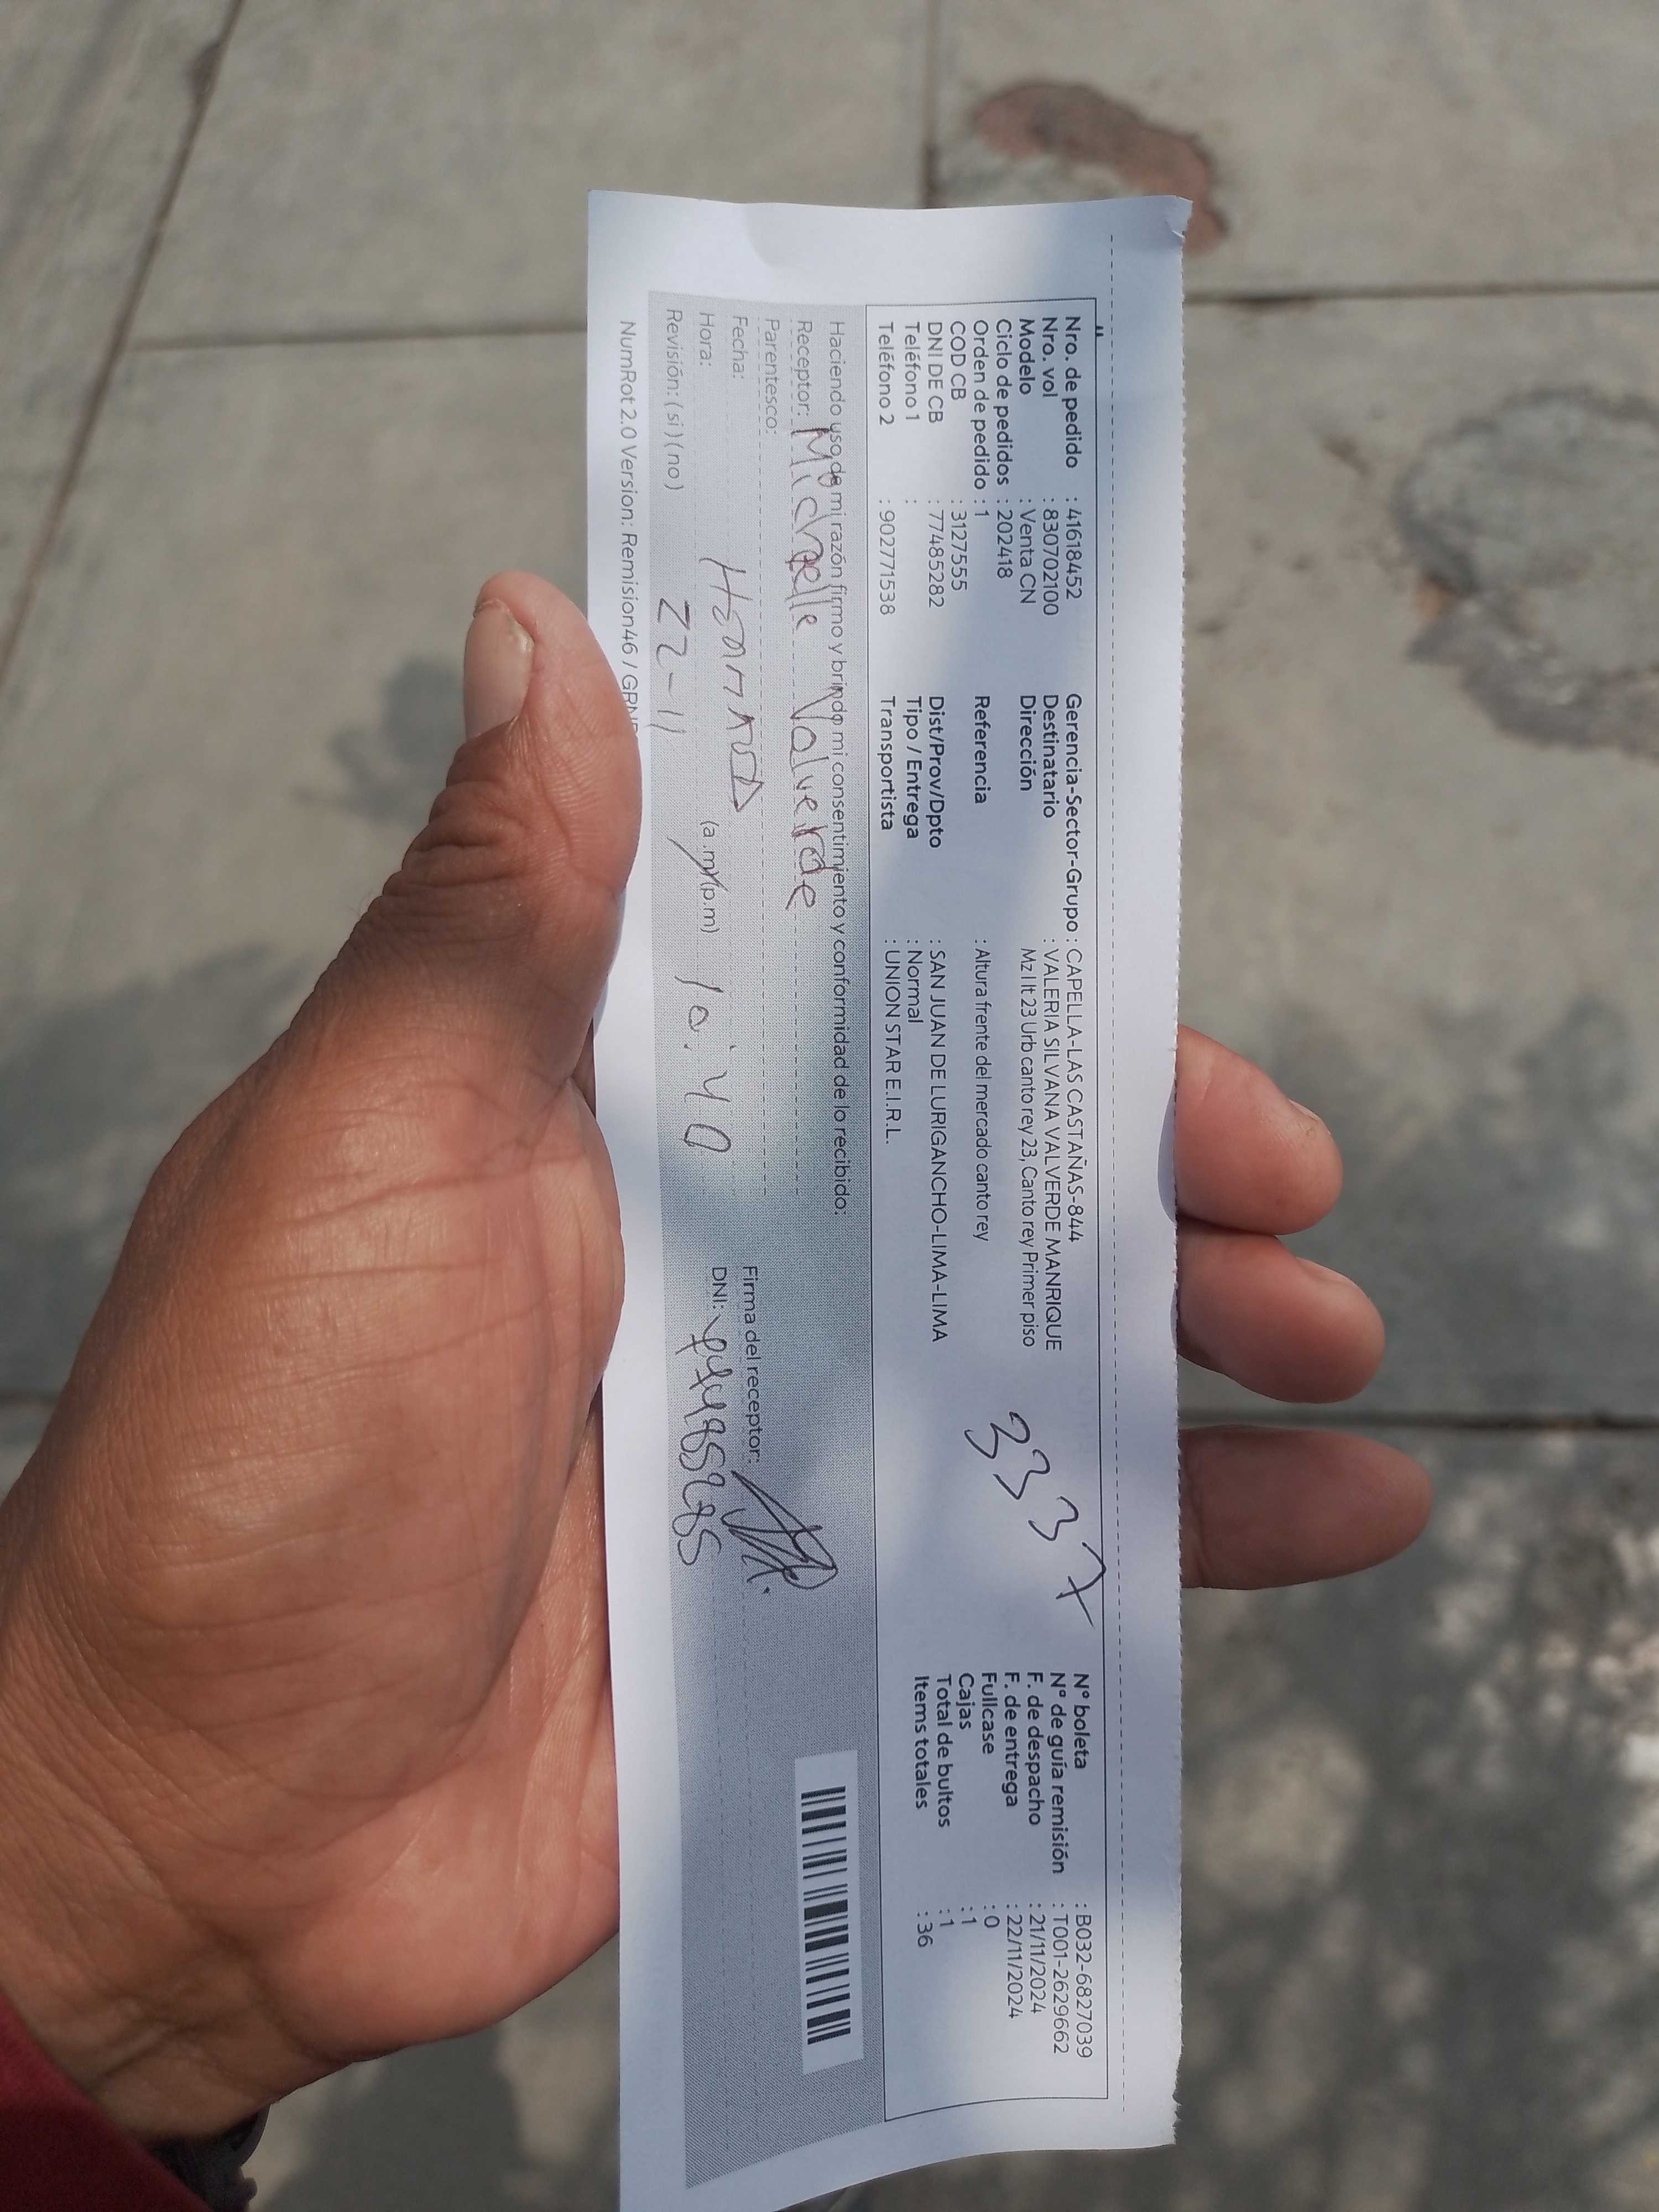 Nro. de pedido : 41618452
Nro. vol : 830702100
Modelo : Venta CN
Ciclo de pedidos : 202418
Orden de pedido : 1
COD CB : 3127555
DNI DE CB : 77485282
Teléfono 1 :
Teléfono 2 : 902771538
Gerencia-Sector-Grupo : CAPELLA-LAS CASTAÑAS-844
Destinatario : VALERIA SILVANA VALVERDE MANRIQUE
Dirección Mz I lt 23 Urb canto rey 23, Canto rey Primer piso
Referencia : Altura frente del mercado canto rey
Dist/Prov/Dpto : SAN JUAN DE LURIGANCHO-LIMA-LIMA
Tipo / Entrega : Normal
Transportista : UNION STAR E.I.R.L.
3337
N° boleta : B032-6827039
N° de guía remisión : T001-2629662
F. de despacho : 21/11/2024
F. de entrega : 22/11/2024
Fullcase : 0
Cajas : 1
Total de bultos : 1
Items totales : 36
Haciendo uso de mi razón firmo y brindo mi consentimiento y conformidad de lo recibido:
Receptor: Michaelle Valverde
Parentesco:
Fecha: Hermana
Hora: (a.m)(p.m) 10:40
Revisión: ( si ) ( no ) 22-11
Firma del receptor:
DNI:
NumRot 2.0 Version: Remision46 /